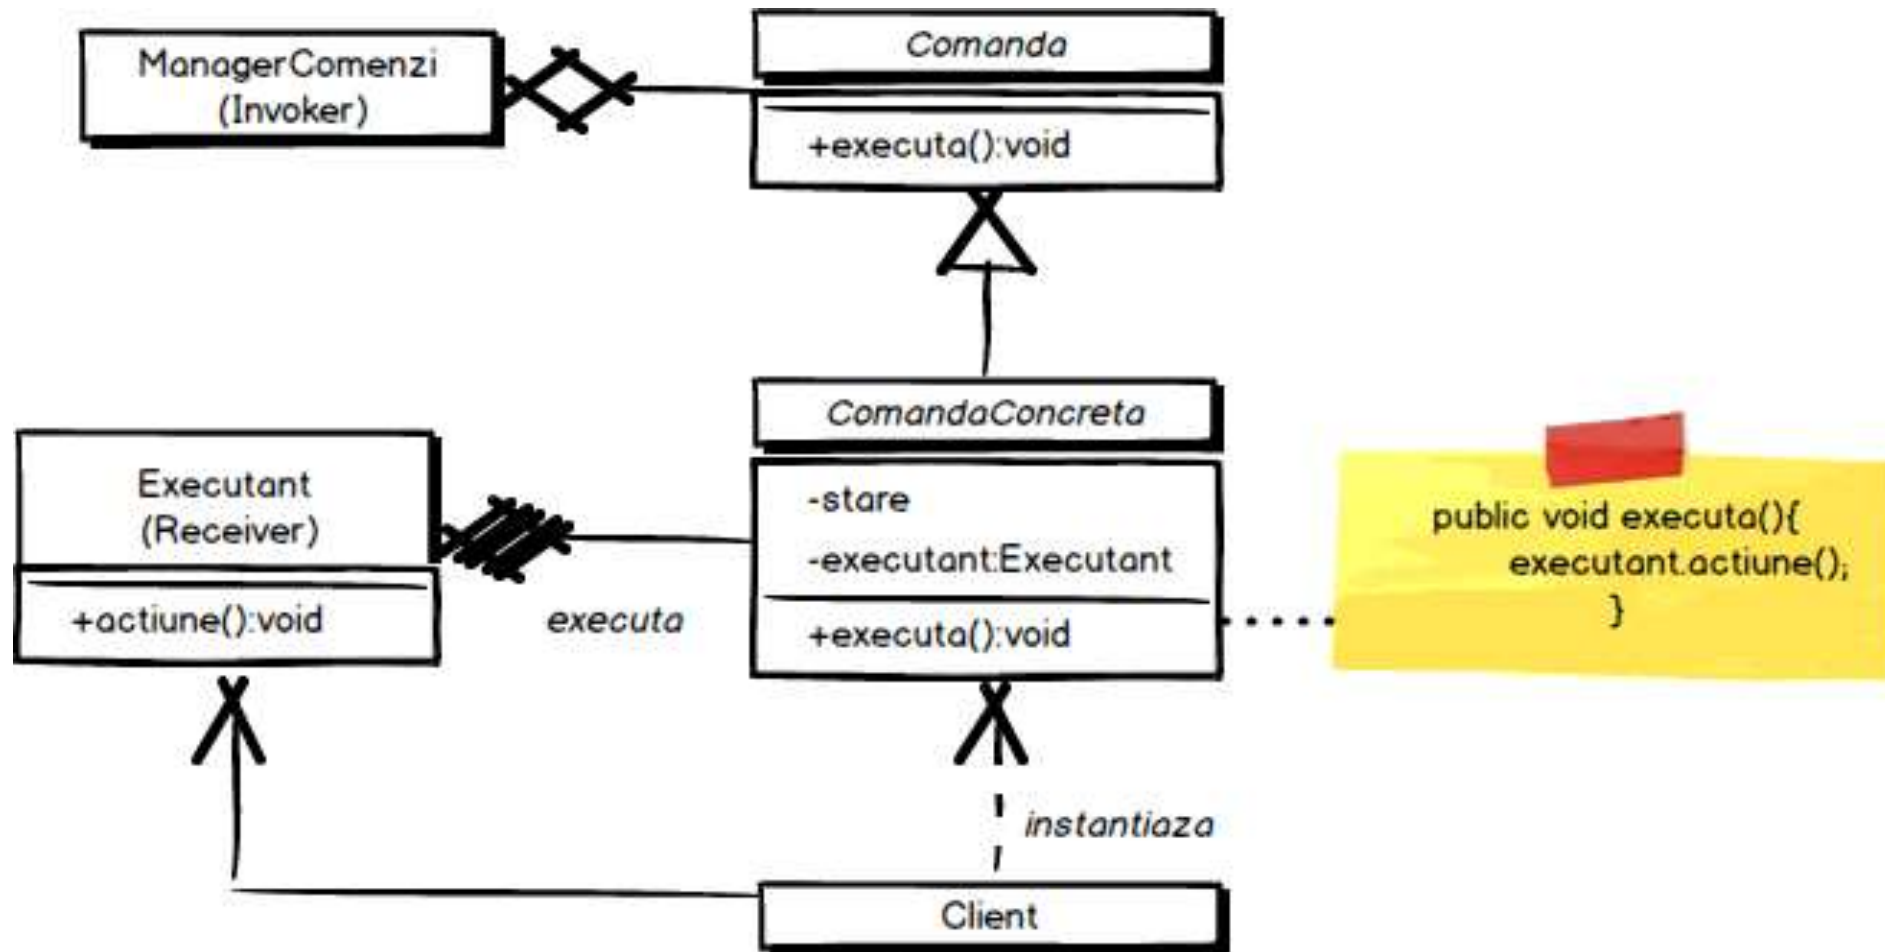 ManagerComenzi
(Invoker)
Comanda
+executa():void
ComandaConcreta
-stare
-executant:Executant
+executa():void
Executant
(Receiver)
+actiune():void
executa
public void executa(){
executant.actiune();
}
instantiaza
Client